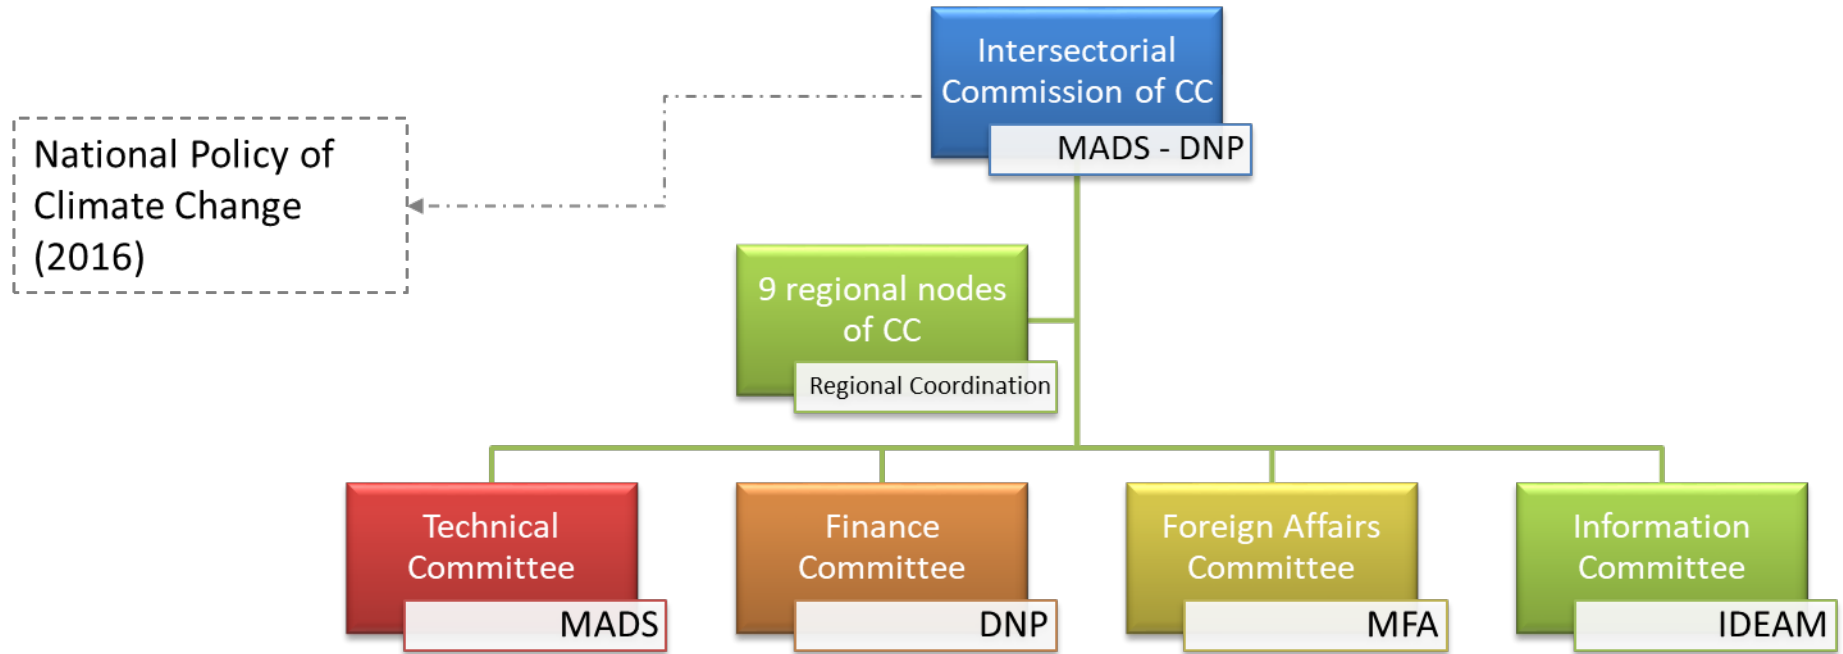 Intersectorial
Commission of CC
MADS - DNP
National Policy of
Climate Change
(2016)
9 regional nodes
of CC
Regional Coordination
Technical
Committee
MADS
Finance
Committee
DNP
Foreign Affairs
Committee
MFA
Information
Committee
IDEAM